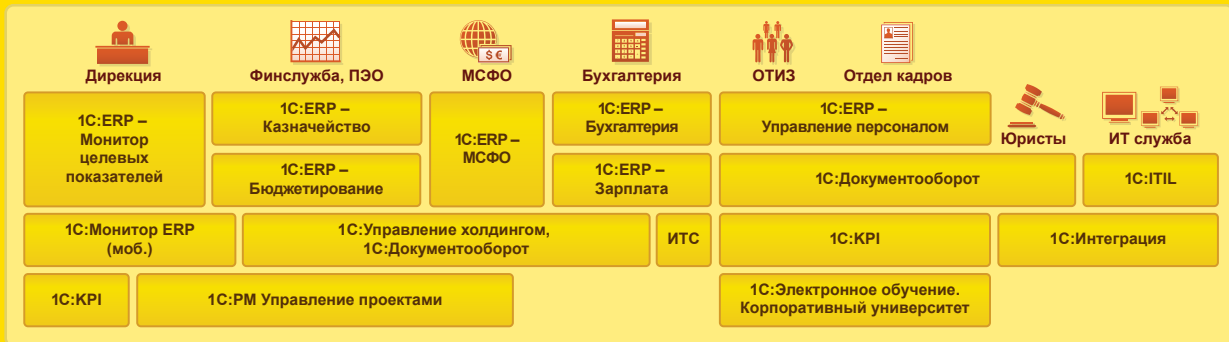 $ €
Дирекция
Финслужба, ПЭО
МСФО
Бухгалтерия
ОТИЗ
Отдел кадров
Юристы
ИТ служба
1С:ERP –
Монитор
целевых
показателей
1С:ERP –
Казначейство
1С:ERP –
Бюджетирование
1С:ERP –
МСФО
1С:ERP –
Бухгалтерия
1С:ERP –
Зарплата
1С:ERP –
Управление персоналом
1С:Документооборот
1С:ITIL
1С:Монитор ERP
(моб.)
1С:Управление холдингом,
1С:Документооборот
ИТС
1С:KPI
1С:Интеграция
1С:KPI
1С:PM Управление проектами
1С:Электронное обучение.
Корпоративный университет